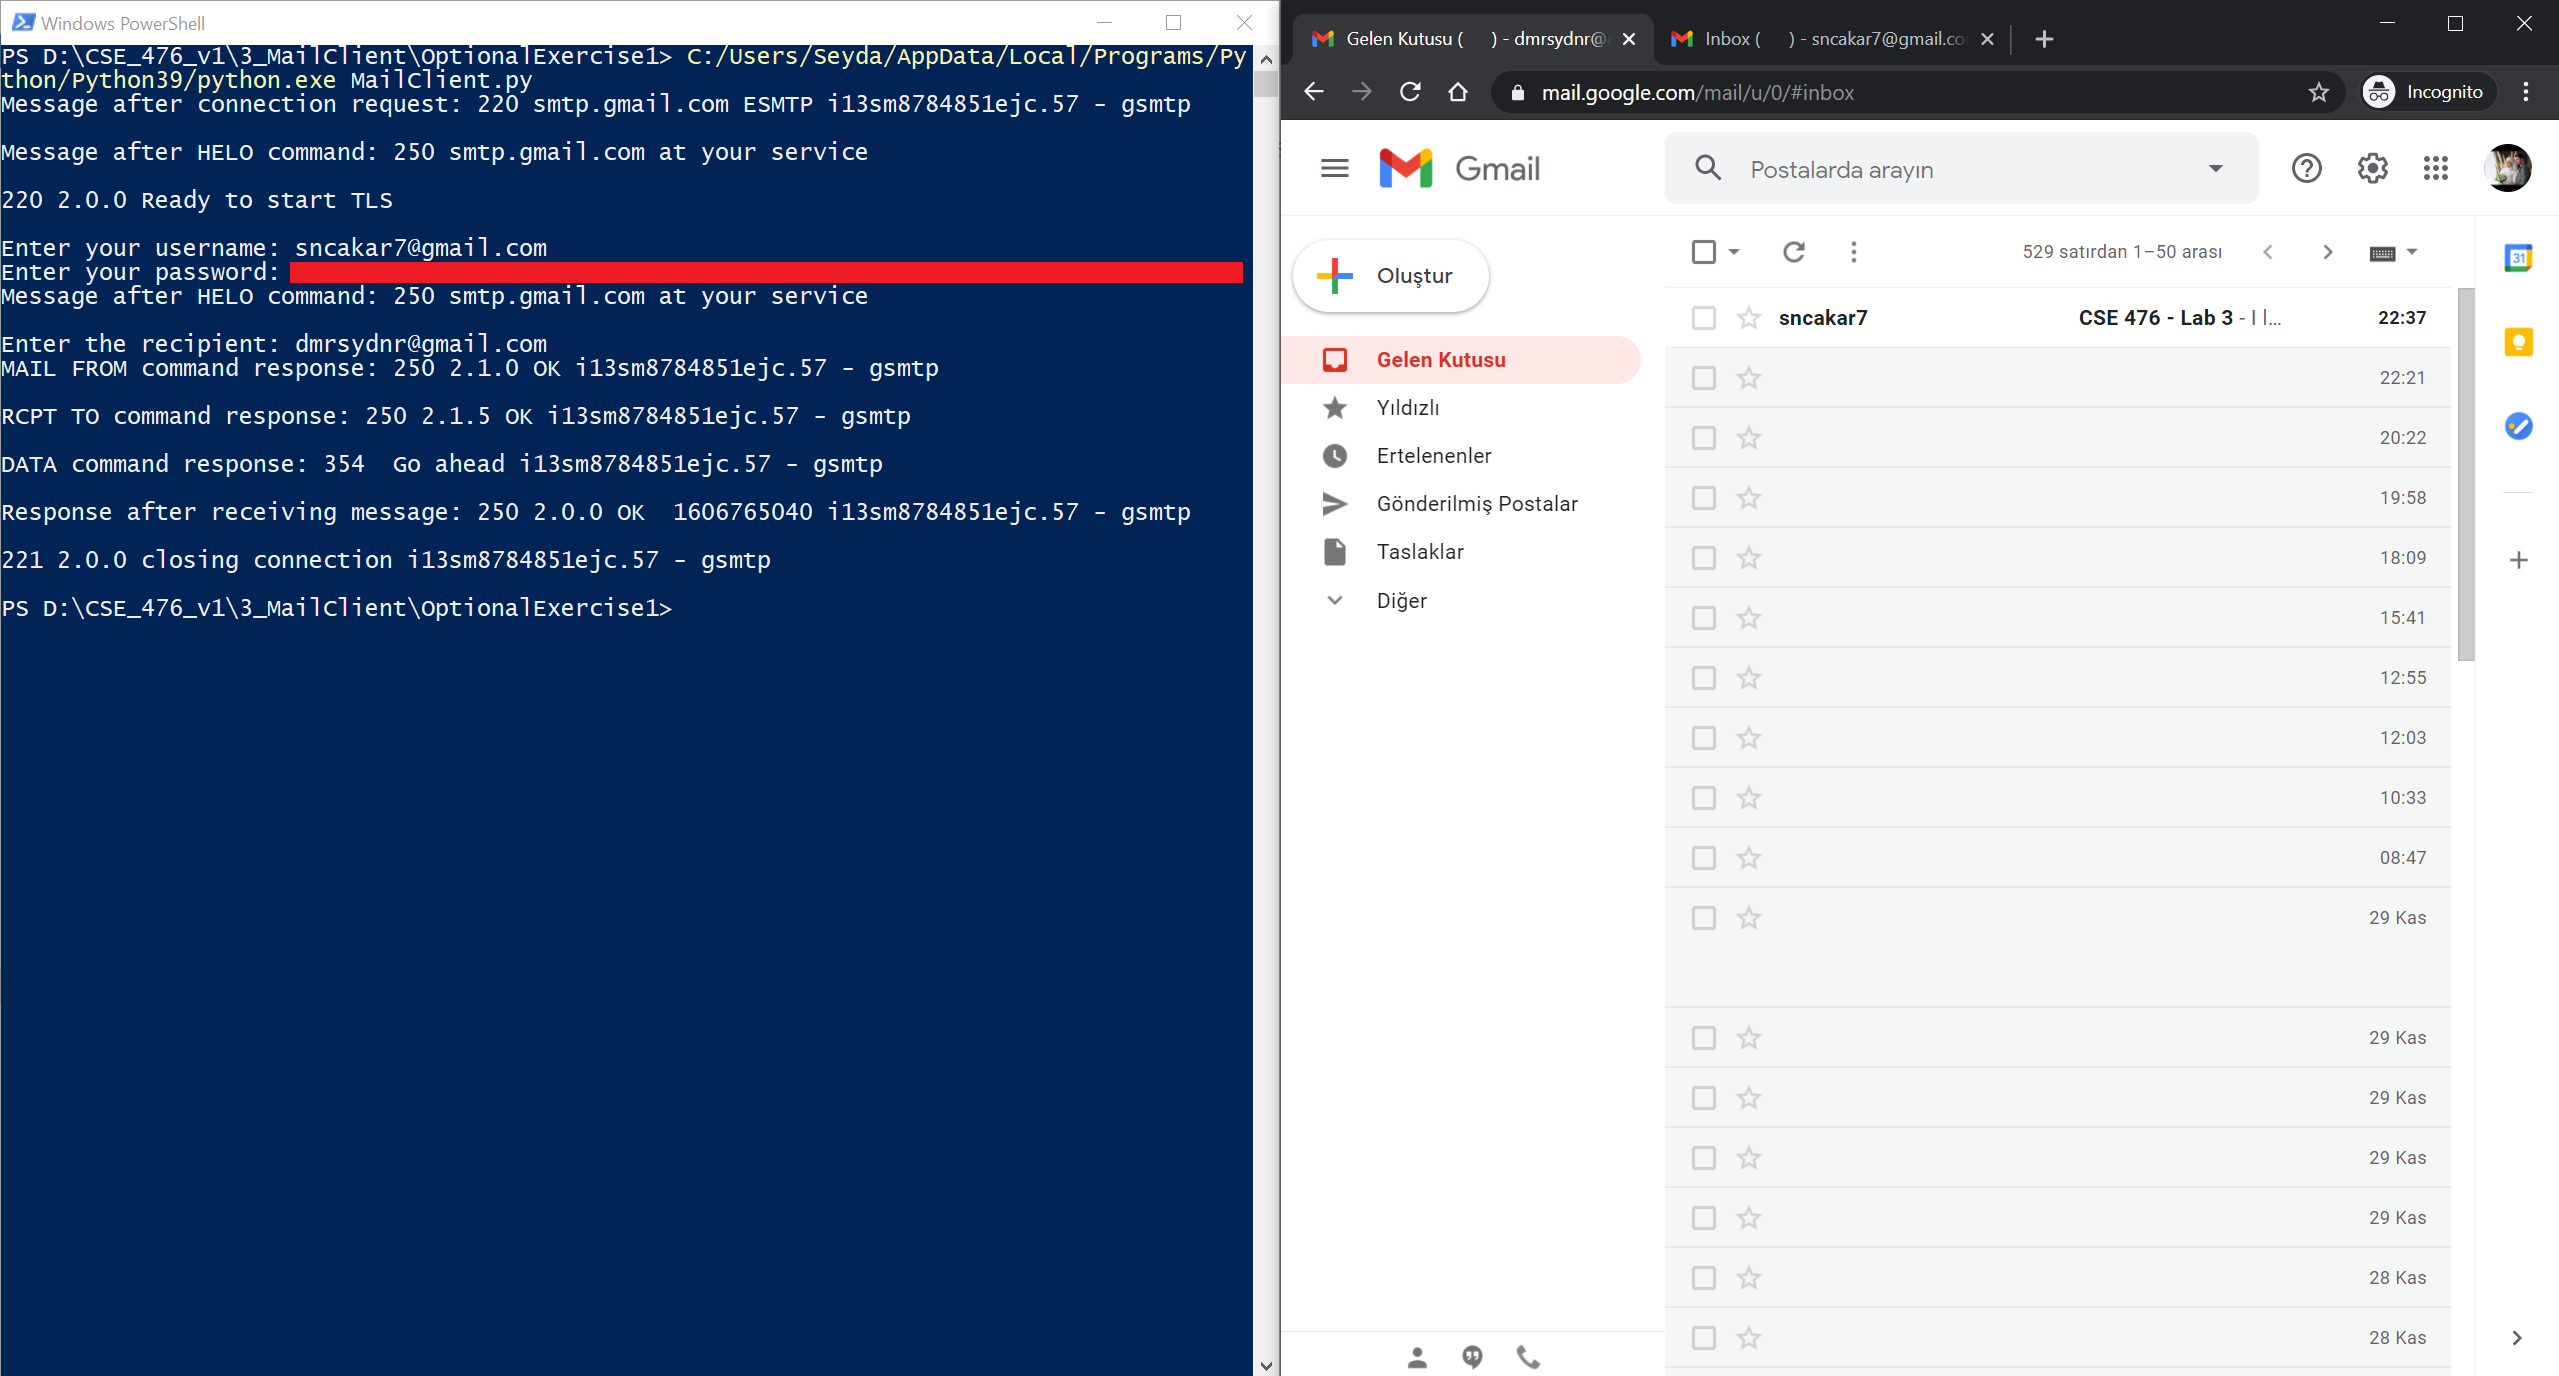 Windows PowerShell
PS D:\CSE_476_v1\3_MailClient\OptionalExercise1> C:/Users/Seyda/AppData/Local/Programs/Py
thon/Python39/python.exe MailClient.py
Message after connection request: 220 smtp.gmail.com ESMTP i13sm8784851ejc.57 - gsmtp
Message after HELO command: 250 smtp.gmail.com at your service
220 2.0.0 Ready to start TLS
Enter your username: sncakar7@gmail.com
Enter your password:
Message after HELO command: 250 smtp.gmail.com at your service
Enter the recipient: dmrsydnr@gmail.com
MAIL FROM command response: 250 2.1.0 OK i13sm8784851ejc.57 - gsmtp
RCPT TO command response: 250 2.1.5 OK i13sm8784851ejc.57 - gsmtp
DATA command response: 354  Go ahead i13sm8784851ejc.57 - gsmtp
Response after receiving message: 250 2.0.0 OK  1606765040 i13sm8784851ejc.57 - gsmtp
221 2.0.0 closing connection i13sm8784851ejc.57 - gsmtp
PS D:\CSE_476_v1\3_MailClient\OptionalExercise1>
Gelen Kutusu ( ) - dmrsydnr@
Inbox ( ) - sncakar7@gmail.co
mail.google.com/mail/u/0/#inbox
Incognito
Gmail
Postalarda arayın
Oluştur
Gelen Kutusu
Yıldızlı
Ertelenenler
Gönderilmiş Postalar
Taslaklar
Diğer
529 satırdan 1–50 arası
sncakar7 CSE 476 - Lab 3 - I l... 22:37
22:21
20:22
19:58
18:09
15:41
12:55
12:03
10:33
08:47
29 Kas
29 Kas
29 Kas
29 Kas
29 Kas
28 Kas
28 Kas
31